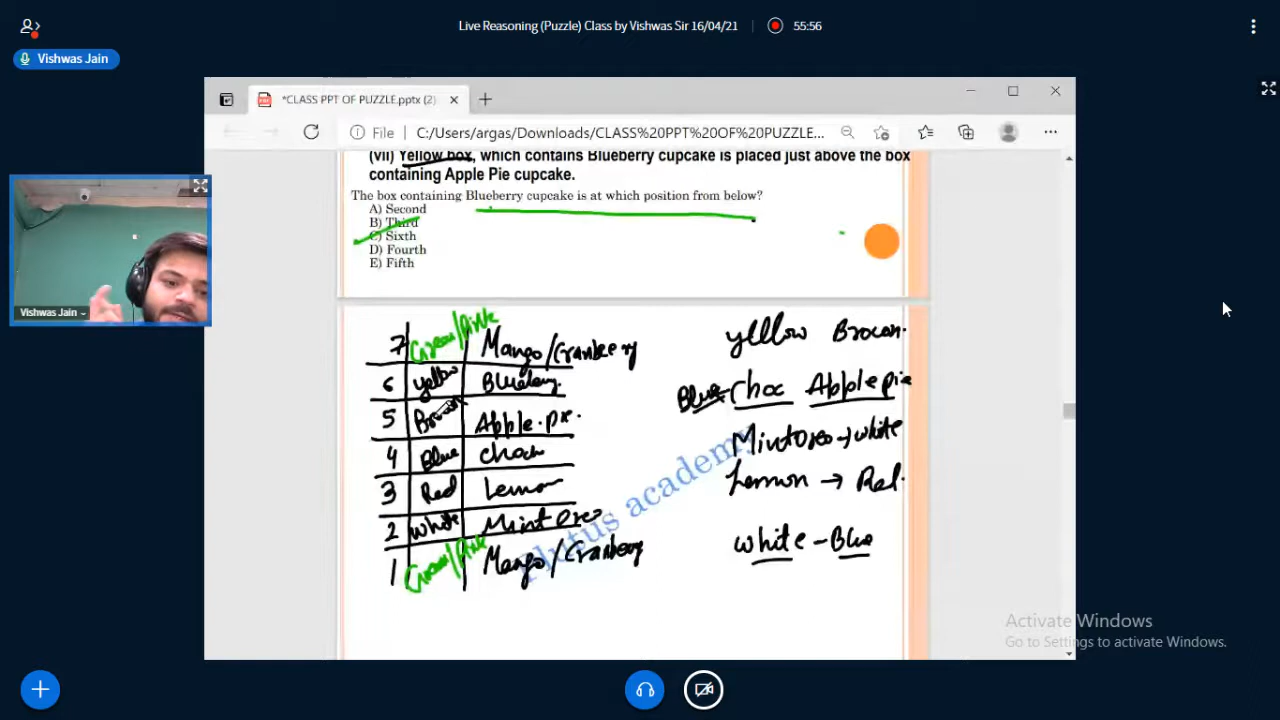 Live Reasoning (Puzzle) Class by Vishwas Sir 16/04/21
55:56
Vishwas Jain
*CLASS PPT OF PUZZLE.pptx (2)
File
C:/Users/argas/Downloads/CLASS%20PPT%20OF%20PUZZLE...
(vii) Yellow box, which contains Blueberry cupcake is placed just above the box
containing Apple Pie cupcake.
The box containing Blueberry cupcake is at which position from below?
A) Second
B) Third
C) Sixth
D) Fourth
E) Fifth
Vishwas Jain
7 Green/Pink Mango/Cranberry
6 Yellow Blueberry
5 Brown Apple.pie.
4 Blue choco
3 Red Lemon
2 white Mint Oreo
1 Green/Pink Mango/Cranberry
yellow Brown.
Choc Apple pie
Mint Oreo → white
Lemon → Red.
white - Blue
Plutus academy
Activate Windows
Go to Settings to activate Windows.